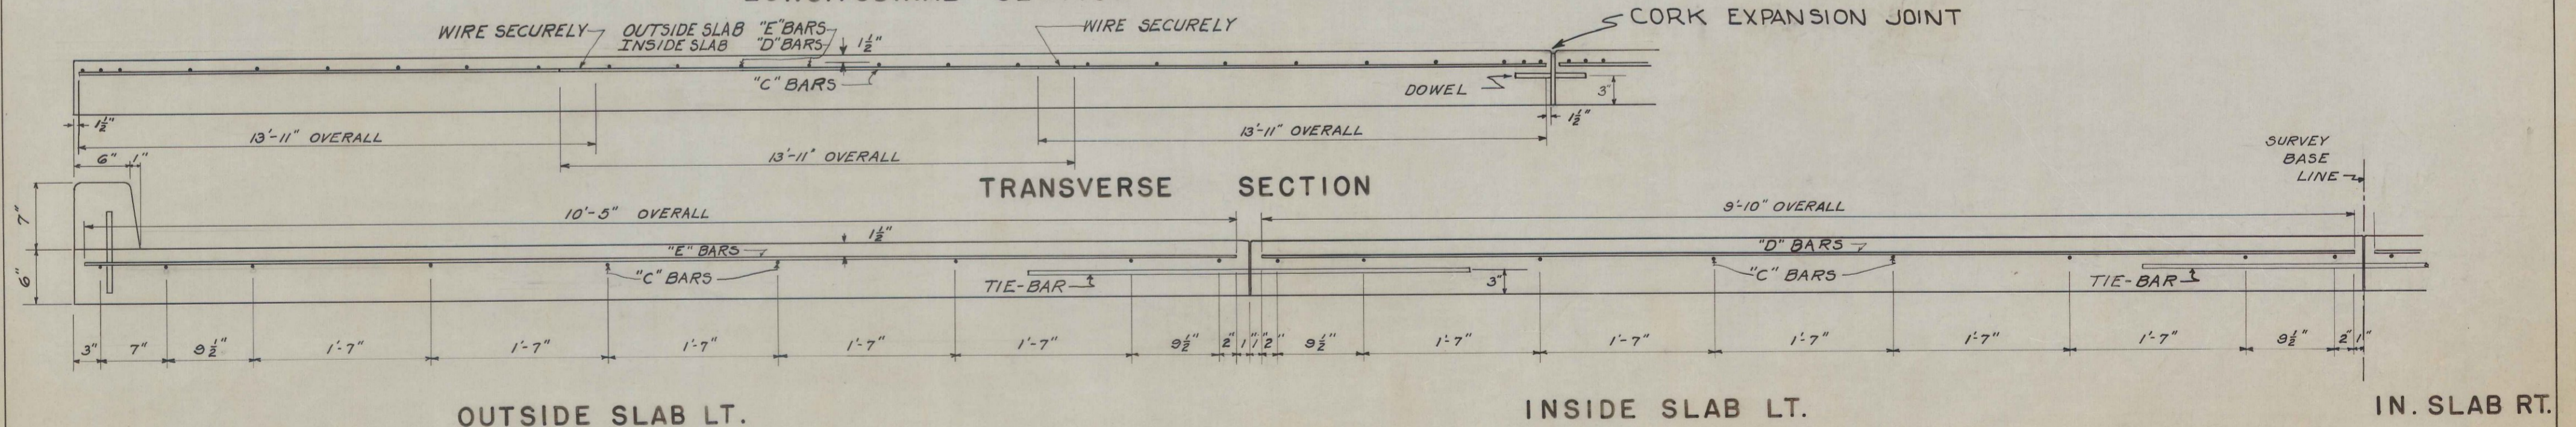 WIRE SECURELY
OUTSIDE SLAB "E" BARS
INSIDE SLAB "D" BARS
1½"
WIRE SECURELY
CORK EXPANSION JOINT
"C" BARS
DOWEL
3"
1½"
13'-11" OVERALL
13'-11" OVERALL
13'-11" OVERALL
1½"
SURVEY
BASE
LINE
6" 1"
TRANSVERSE SECTION
7"
10'-5" OVERALL
9'-10" OVERALL
1½"
"E" BARS
"D" BARS
6"
"C" BARS
TIE-BAR
3"
"C" BARS
TIE-BAR
3" 7" 9½" 1'-7" 1'-7" 1'-7" 1'-7" 1'-7" 9½" 2" 1" 1" 2" 9½" 1'-7" 1'-7" 1'-7" 1'-7" 1'-7" 9½" 2" 1"
OUTSIDE SLAB LT.
INSIDE SLAB LT.
IN. SLAB RT.